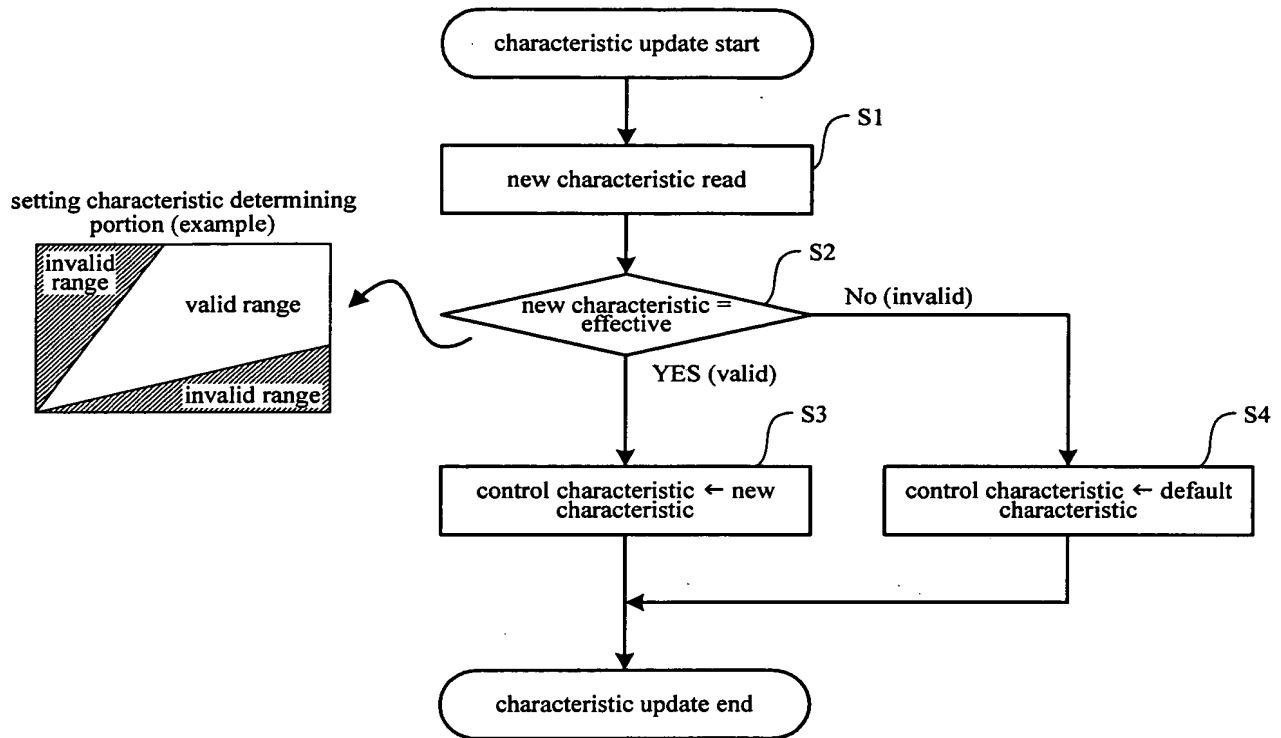 characteristic update start
S1
new characteristic read
setting characteristic determining
portion (example)
invalid
range
valid range
invalid range
S2
new characteristic =
effective
No (invalid)
YES (valid)
S3
control characteristic ← new
characteristic
S4
control characteristic ← default
characteristic
characteristic update end